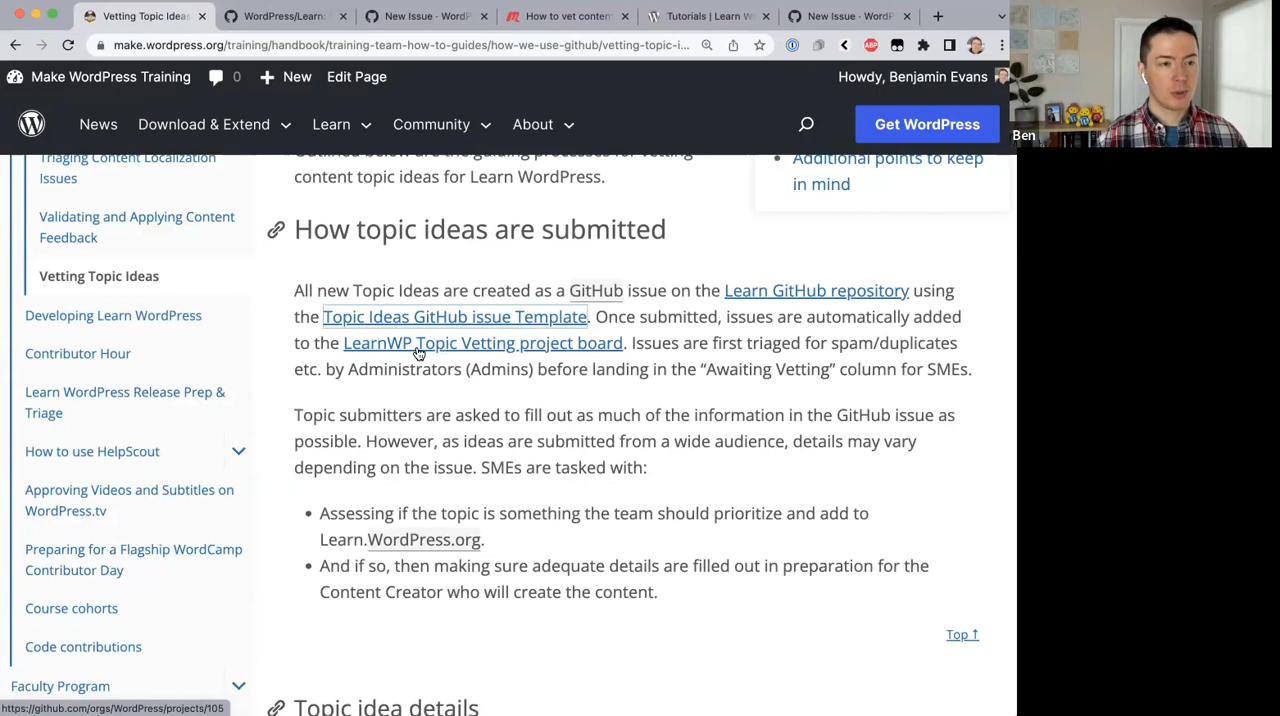 Vetting Topic Ideas
WordPress/Learn:
New Issue · WordP
How to vet conten
Tutorials | Learn W
New Issue · WordP
make.wordpress.org/training/handbook/training-team-how-to-guides/how-we-use-github/vetting-topic-i...
Make WordPress Training
0
New
Edit Page
Howdy, Benjamin Evans
News
Download & Extend
Learn
Community
About
Get WordPress
Ben
Triaging Content Localization
Issues
Validating and Applying Content
Feedback
Vetting Topic Ideas
Developing Learn WordPress
Contributor Hour
Learn WordPress Release Prep &
Triage
How to use HelpScout
Approving Videos and Subtitles on
WordPress.tv
Preparing for a Flagship WordCamp
Contributor Day
Course cohorts
Code contributions
Faculty Program
https://github.com/orgs/WordPress/projects/105
Outlined below are the guiding processes for vetting
content topic ideas for Learn WordPress.
How topic ideas are submitted
All new Topic Ideas are created as a GitHub issue on the Learn GitHub repository using
the Topic Ideas GitHub issue Template. Once submitted, issues are automatically added
to the LearnWP Topic Vetting project board. Issues are first triaged for spam/duplicates
etc. by Administrators (Admins) before landing in the “Awaiting Vetting” column for SMEs.
Topic submitters are asked to fill out as much of the information in the GitHub issue as
possible. However, as ideas are submitted from a wide audience, details may vary
depending on the issue. SMEs are tasked with:
• Assessing if the topic is something the team should prioritize and add to
Learn.WordPress.org.
• And if so, then making sure adequate details are filled out in preparation for the
Content Creator who will create the content.
Top ↑
Topic idea details
• Additional points to keep
in mind